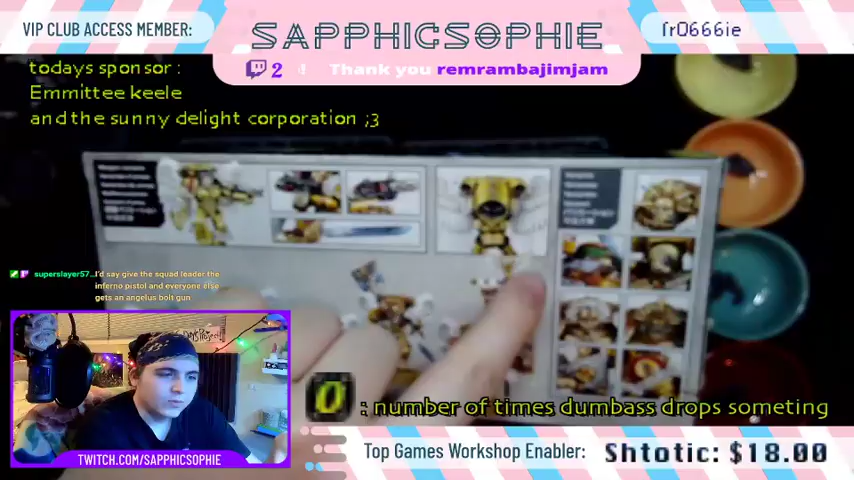 VIP CLUB ACCESS MEMBER:
SAPPHICSOPHIE
fr0666ie
2 ! Thank you remrambajimjam
todays sponsor :
Emmittee keele
and the sunny delight corporation ;3
superslayer57... I'd say give the squad leader the
inferno pistol and everyone else
gets an angelus bolt gun
0 : number of times dumbass drops someting
TWITCH.COM/SAPPHICSOPHIE
Top Games Workshop Enabler: Shtotic: $18.00